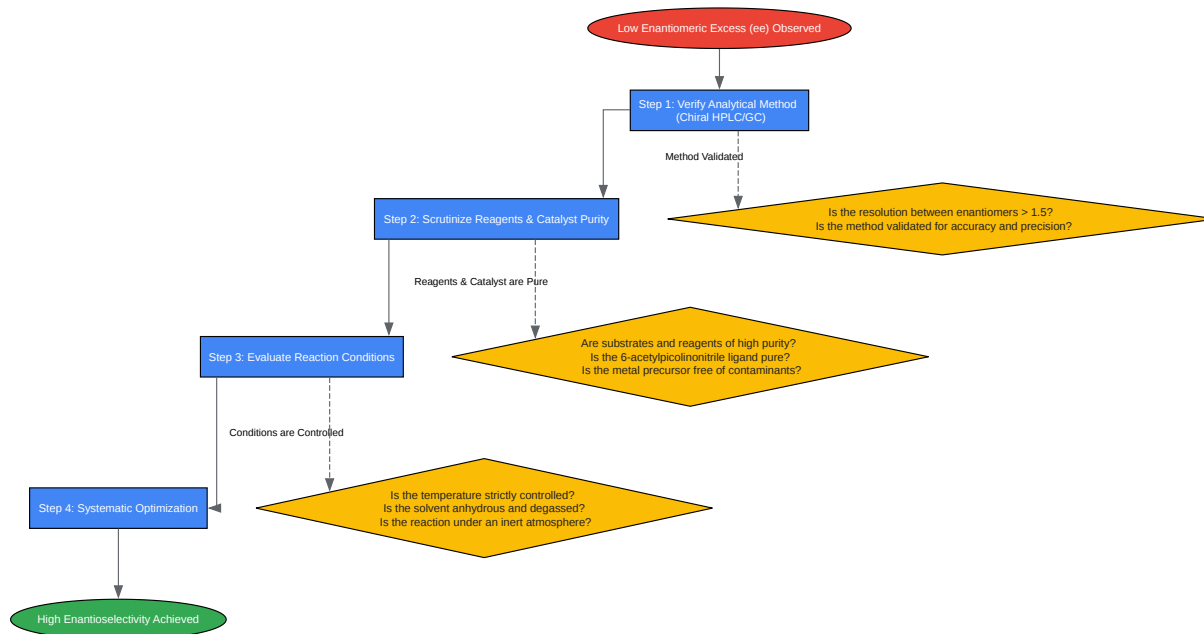 Low Enantiomeric Excess (ee) Observed
Step 1: Verify Analytical Method
(Chiral HPLC/GC)
Method Validated
Is the resolution between enantiomers > 1.5?
Is the method validated for accuracy and precision?
Step 2: Scrutinize Reagents & Catalyst Purity
Reagents & Catalyst are Pure
Are substrates and reagents of high purity?
Is the 6-acetylpicolinonitrile ligand pure?
Is the metal precursor free of contaminants?
Step 3: Evaluate Reaction Conditions
Conditions are Controlled
Is the temperature strictly controlled?
Is the solvent anhydrous and degassed?
Is the reaction under an inert atmosphere?
Step 4: Systematic Optimization
High Enantioselectivity Achieved